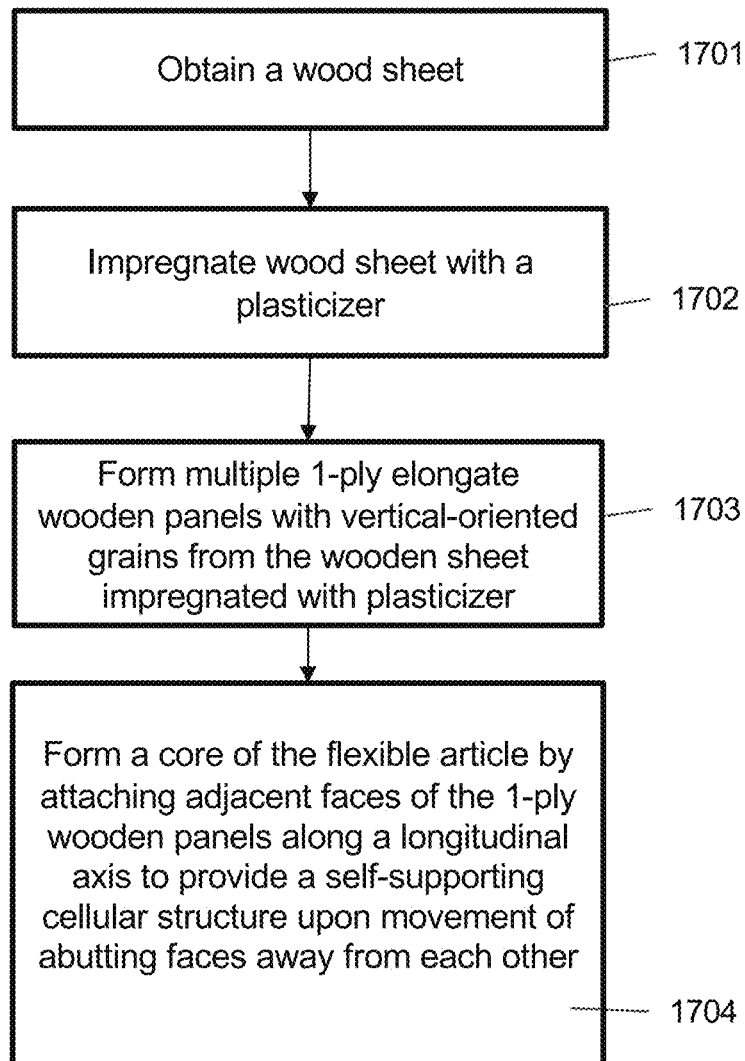 Obtain a wood sheet
1701
Impregnate wood sheet with a
plasticizer
1702
Form multiple 1-ply elongate
wooden panels with vertical-oriented
grains from the wooden sheet
impregnated with plasticizer
1703
Form a core of the flexible article by
attaching adjacent faces of the 1-ply
wooden panels along a longitudinal
axis to provide a self-supporting
cellular structure upon movement of
abutting faces away from each other
1704